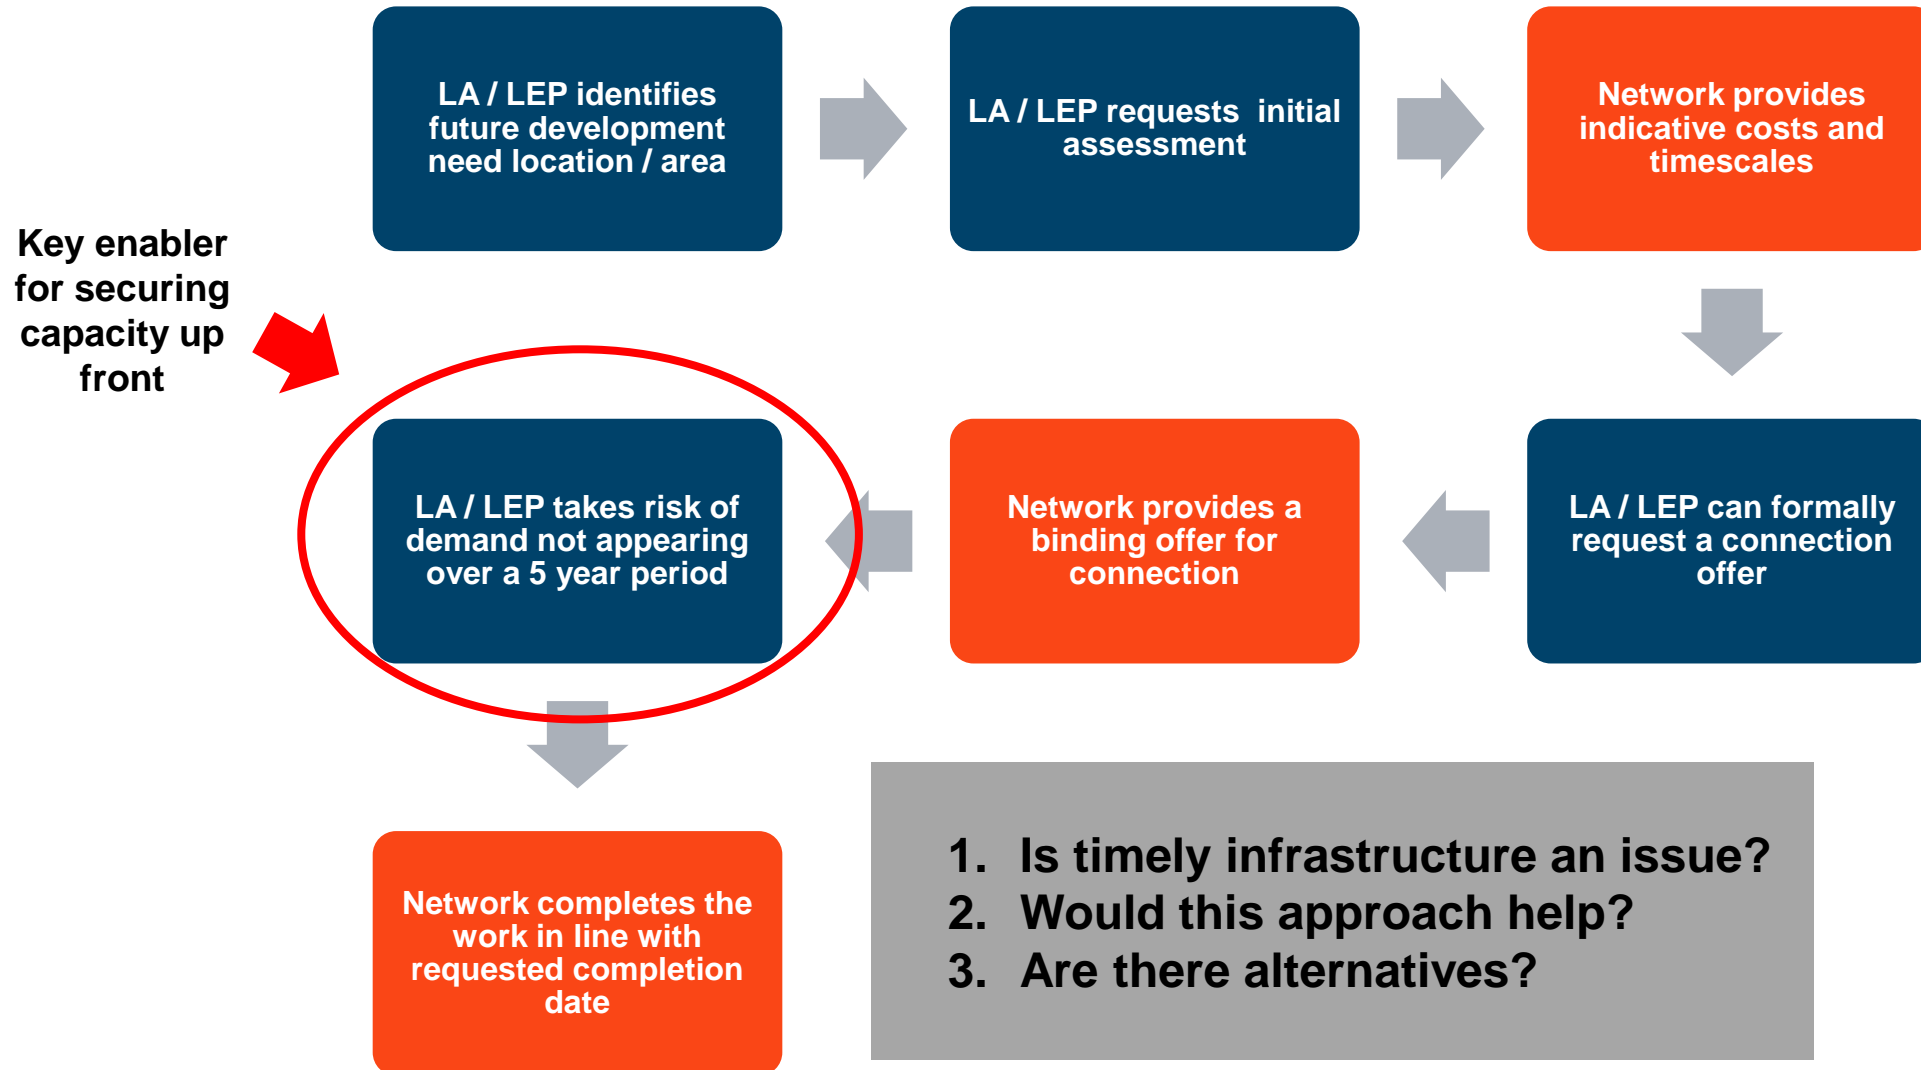 LA / LEP identifies
future development
need location / area
LA / LEP requests initial
assessment
Network provides
indicative costs and
timescales
Key enabler
for securing
capacity up
front
LA / LEP takes risk of
demand not appearing
over a 5 year period
Network provides a
binding offer for
connection
LA / LEP can formally
request a connection
offer
Network completes the
work in line with
requested completion
date
1. Is timely infrastructure an issue?
2. Would this approach help?
3. Are there alternatives?